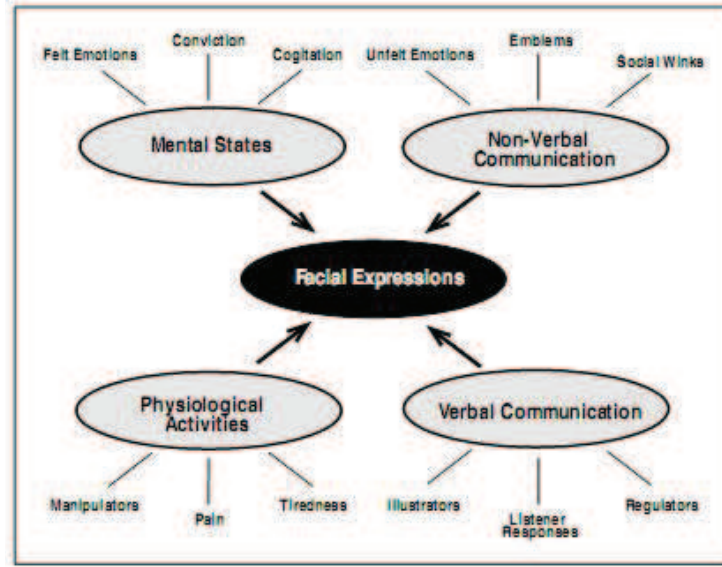 Felt Emotions
Conviction
Cogitation
Unfelt Emotions
Emblems
Social Winks
Mental States
Non-Verbal
Communication
Facial Expressions
Physiological
Activities
Verbal Communication
Manipulators
Pain
Tiredness
Illustrators
Listener
Responses
Regulators